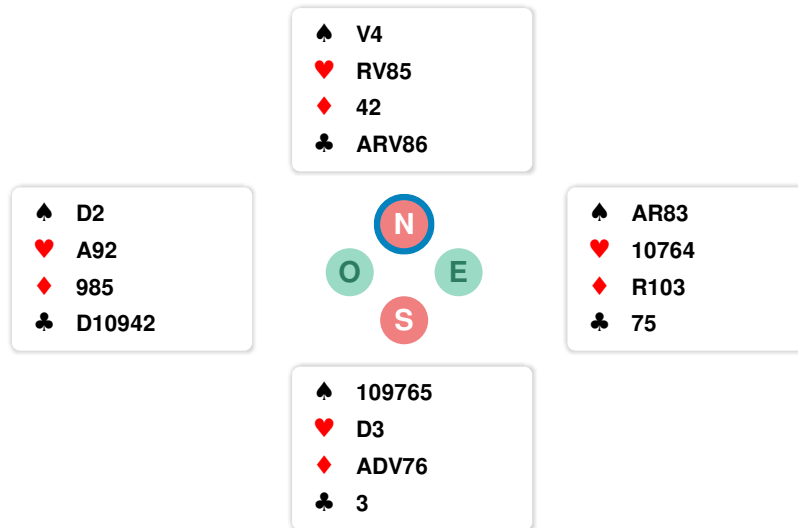 ♠ V4
♥ RV85
♦ 42
♣ ARV86
♠ D2
♥ A92
♦ 985
♣ D10942
N
O E
S
♠ AR83
♥ 10764
♦ R103
♣ 75
♠ 109765
♥ D3
♦ ADV76
♣ 3